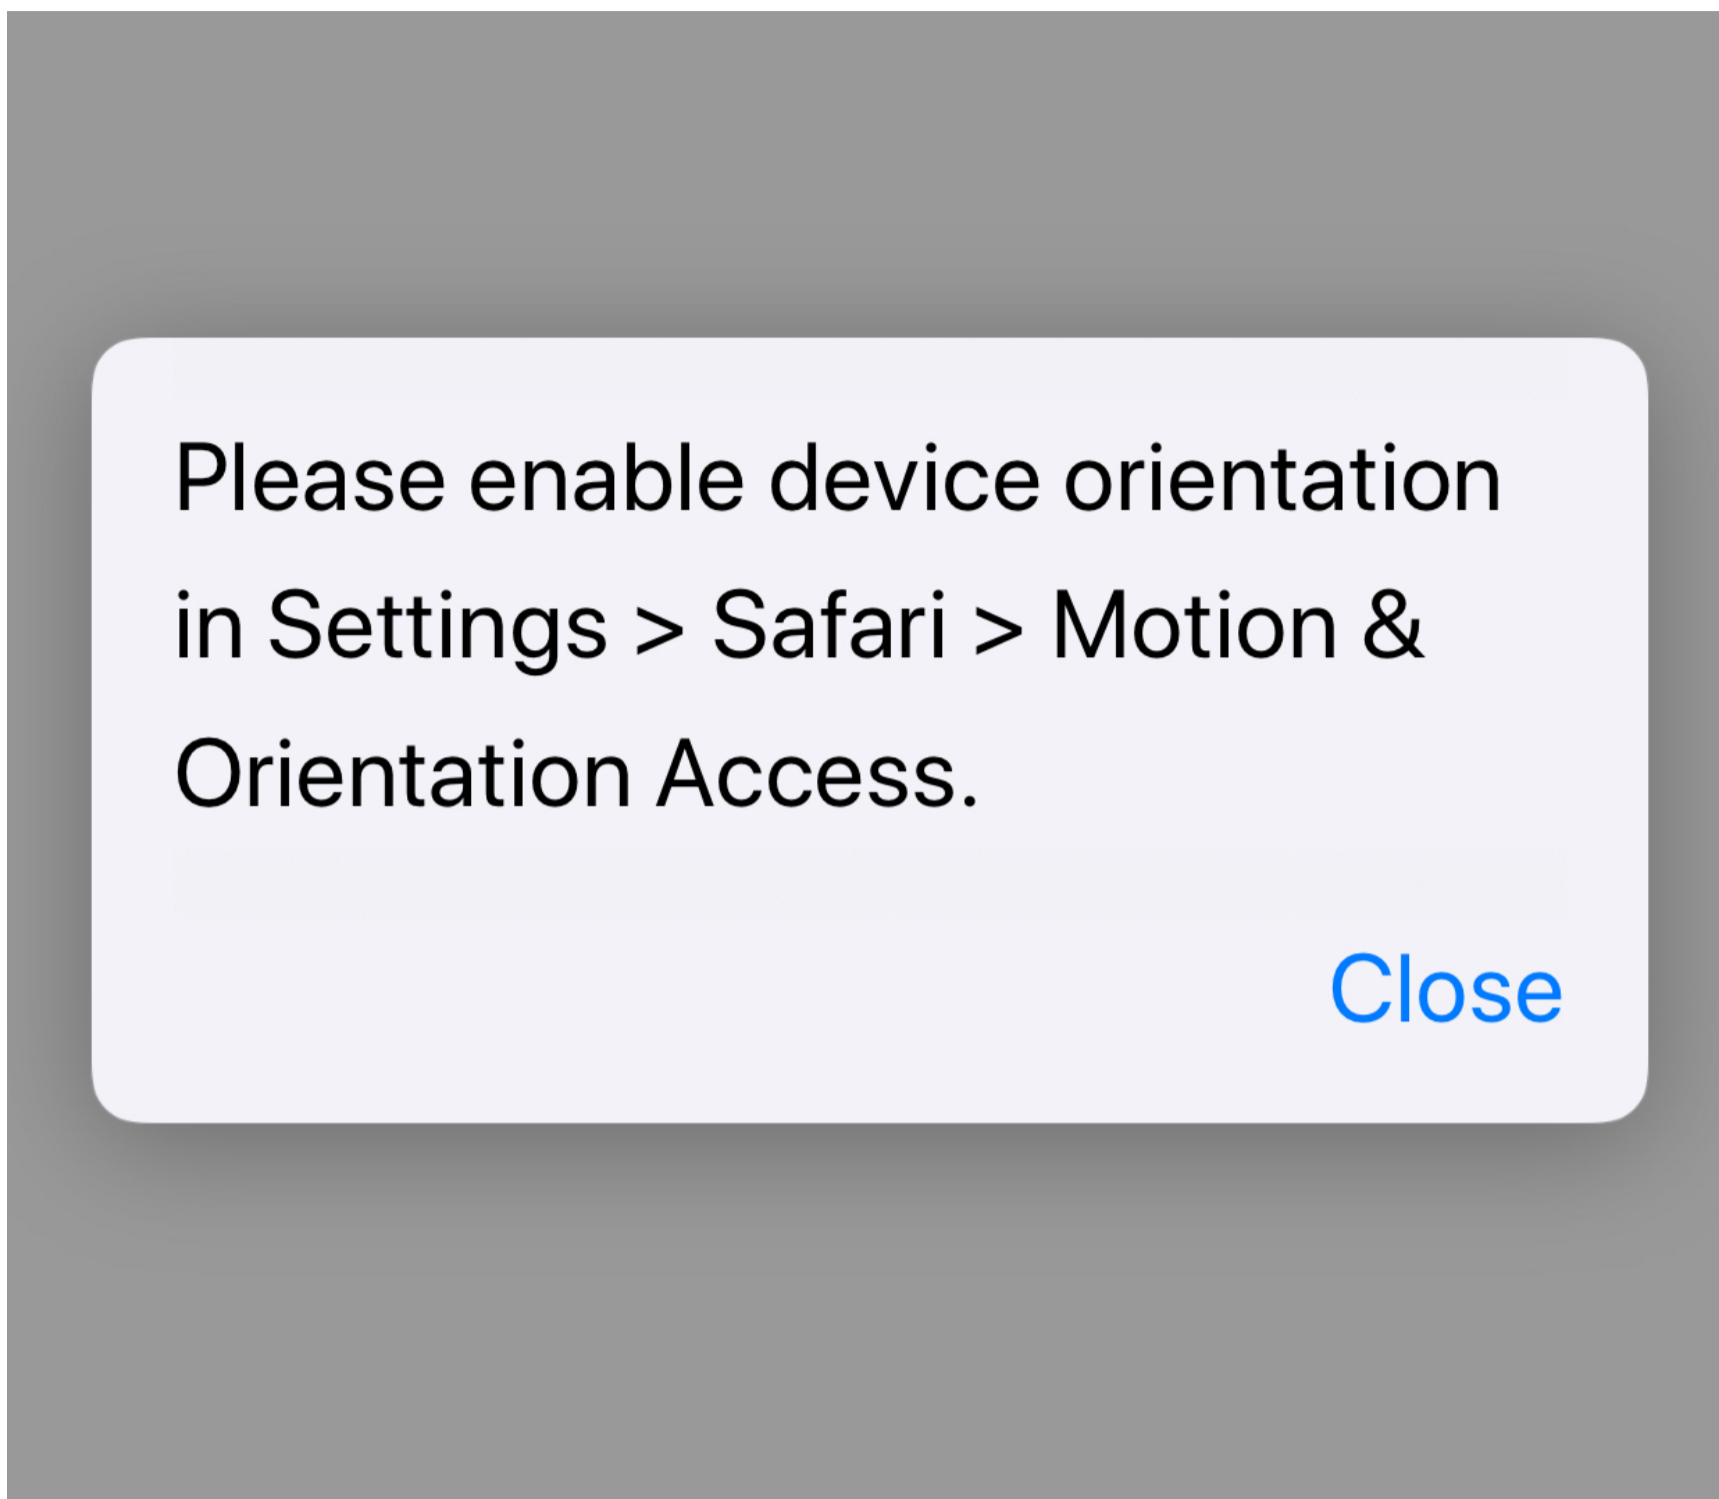 Please enable device orientation
in Settings > Safari > Motion &
Orientation Access.
Close